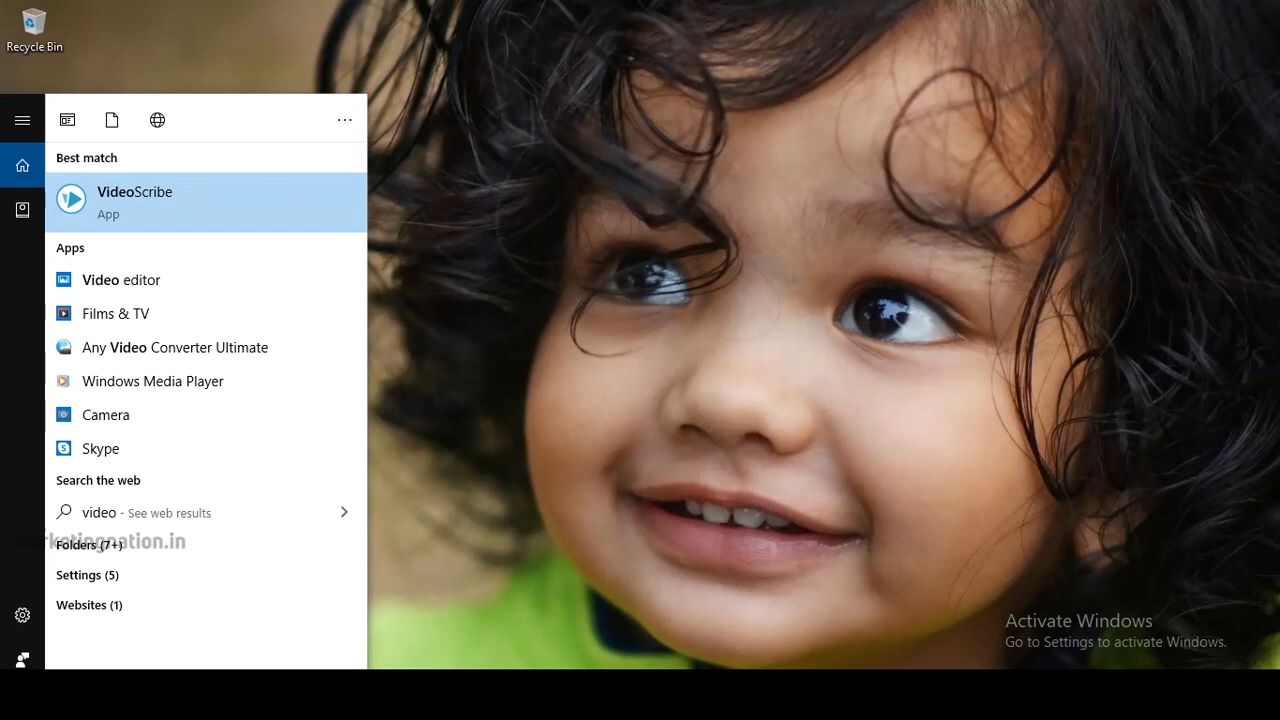 Recycle Bin
Best match
VideoScribe
App
Apps
Video editor
Films & TV
Any Video Converter Ultimate
Windows Media Player
Camera
Skype
Search the web
video - See web results
marketingnation.in
Folders (7+)
Settings (5)
Websites (1)
Activate Windows
Go to Settings to activate Windows.